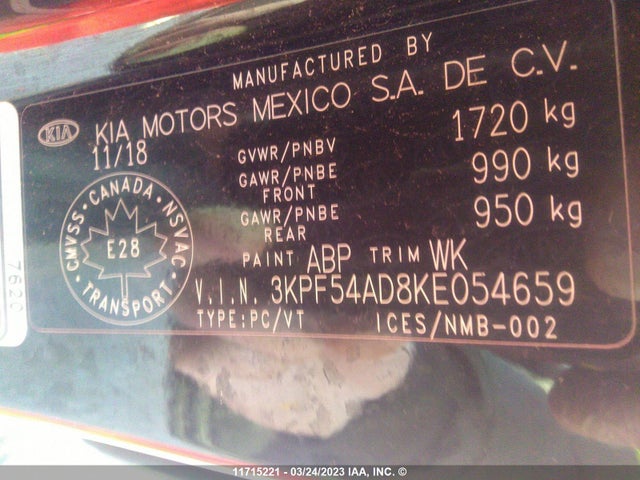 MANUFACTURED BY
KIA KIA MOTORS MEXICO S.A. DE C.V.
11/18 GVWR/PNBV 1720 kg
GAWR/PNBE FRONT 990 kg
GAWR/PNBE REAR 950 kg
PAINT ABP TRIM WK
CMVSS · CANADA · NSVAC · TRANSPORT ·
E28
V.I.N. 3KPF54AD8KE054659
TYPE:PC/VT ICES/NMB-002
7620
11715221 - 03/24/2023 IAA, INC. ©